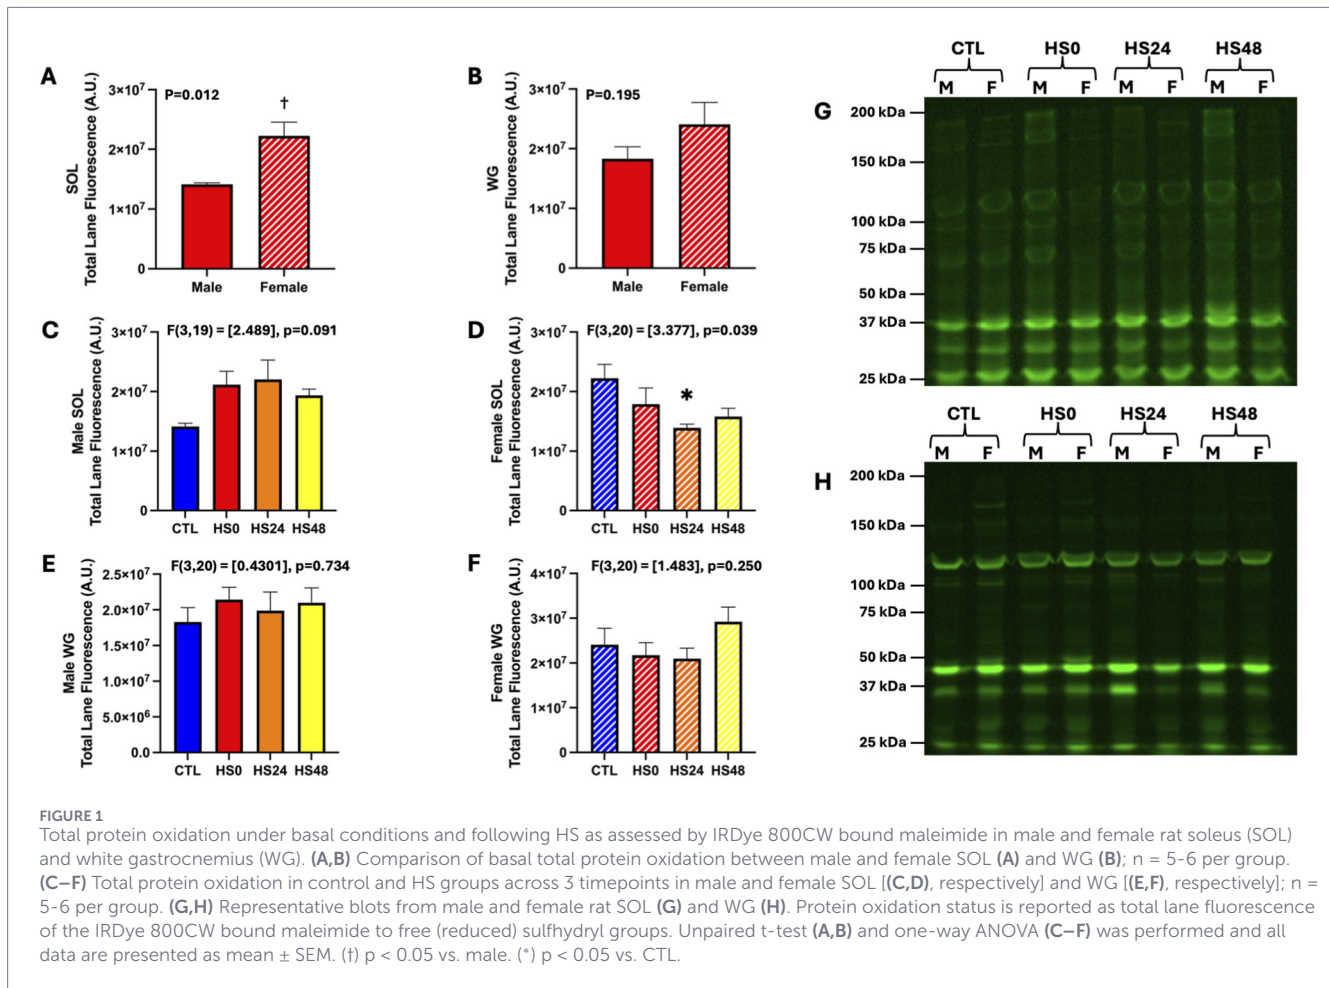 A
SOL
Total Lane Fluorescence (A.U.)
3×10⁷
2×10⁷
1×10⁷
0
P=0.012
†
Male Female
B
WG
Total Lane Fluorescence (A.U.)
3×10⁷
2×10⁷
1×10⁷
0
P=0.195
Male Female
C
Male SOL
Total Lane Fluorescence (A.U.)
3×10⁷
2×10⁷
1×10⁷
0
F(3,19) = [2.489], p=0.091
CTL HS0 HS24 HS48
D
Female SOL
Total Lane Fluorescence (A.U.)
3×10⁷
2×10⁷
1×10⁷
0
F(3,20) = [3.377], p=0.039
*
CTL HS0 HS24 HS48
E
Male WG
Total Lane Fluorescence (A.U.)
2.5×10⁷
2.0×10⁷
1.5×10⁷
1.0×10⁷
5.0×10⁶
0.0
F(3,20) = [0.4301], p=0.734
CTL HS0 HS24 HS48
F
Female WG
Total Lane Fluorescence (A.U.)
4×10⁷
3×10⁷
2×10⁷
1×10⁷
0
F(3,20) = [1.483], p=0.250
CTL HS0 HS24 HS48
G
CTL HS0 HS24 HS48
M F M F M F M F
200 kDa
150 kDa
100 kDa
75 kDa
50 kDa
37 kDa
25 kDa
H
CTL HS0 HS24 HS48
M F M F M F M F
200 kDa
150 kDa
100 kDa
75 kDa
50 kDa
37 kDa
25 kDa
FIGURE 1
Total protein oxidation under basal conditions and following HS as assessed by IRDye 800CW bound maleimide in male and female rat soleus (SOL)
and white gastrocnemius (WG). (A,B) Comparison of basal total protein oxidation between male and female SOL (A) and WG (B); n = 5-6 per group.
(C–F) Total protein oxidation in control and HS groups across 3 timepoints in male and female SOL [(C,D), respectively] and WG [(E,F), respectively]; n =
5-6 per group. (G,H) Representative blots from male and female rat SOL (G) and WG (H). Protein oxidation status is reported as total lane fluorescence
of the IRDye 800CW bound maleimide to free (reduced) sulfhydryl groups. Unpaired t-test (A,B) and one-way ANOVA (C–F) was performed and all
data are presented as mean ± SEM. (†) p < 0.05 vs. male. (*) p < 0.05 vs. CTL.